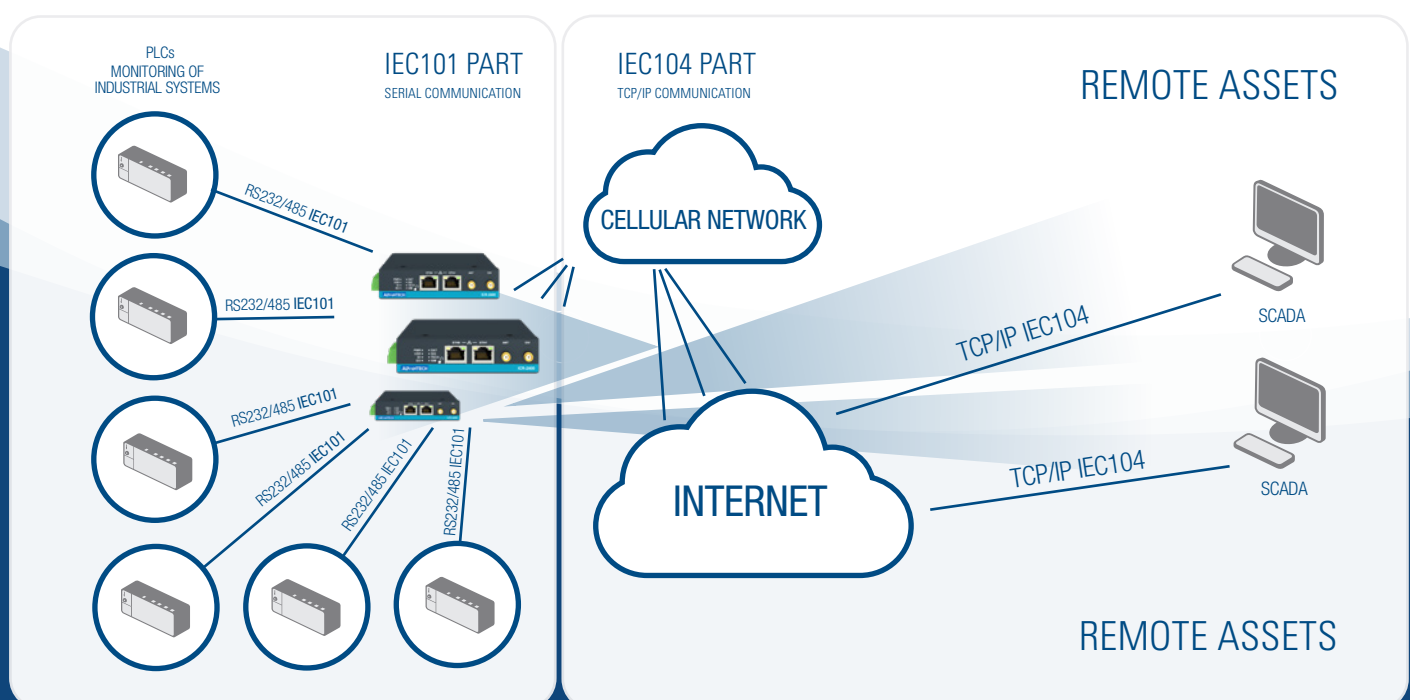 PLCs
MONITORING OF
INDUSTRIAL SYSTEMS
IEC101 PART
SERIAL COMMUNICATION
IEC104 PART
TCP/IP COMMUNICATION
REMOTE ASSETS
RS232/485 IEC101
CELLULAR NETWORK
RS232/485 IEC101
SCADA
TCP/IP IEC104
ADVANTECH
RS232/485 IEC101
RS232/485 IEC101
RS232/485 IEC101
RS232/485 IEC101
TCP/IP IEC104
INTERNET
SCADA
REMOTE ASSETS